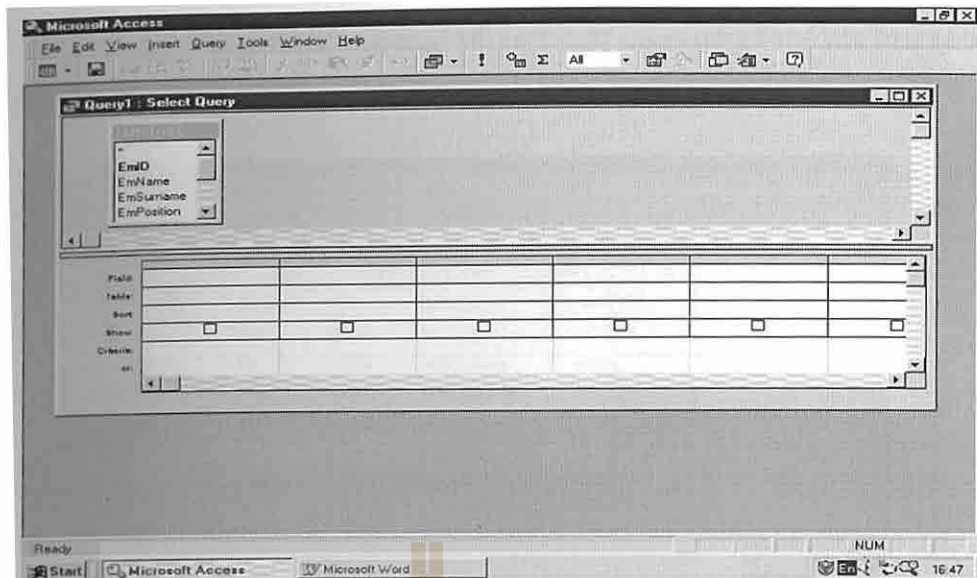 Microsoft Access
File Edit View Insert Query Tools Window Help
All
Query1 : Select Query
*
EmID
EmName
EmSurname
EmPosition
Field:
Table:
Sort:
Show:
Criteria:
or:
Ready NUM
Start Microsoft Access Microsoft Word En 16:47